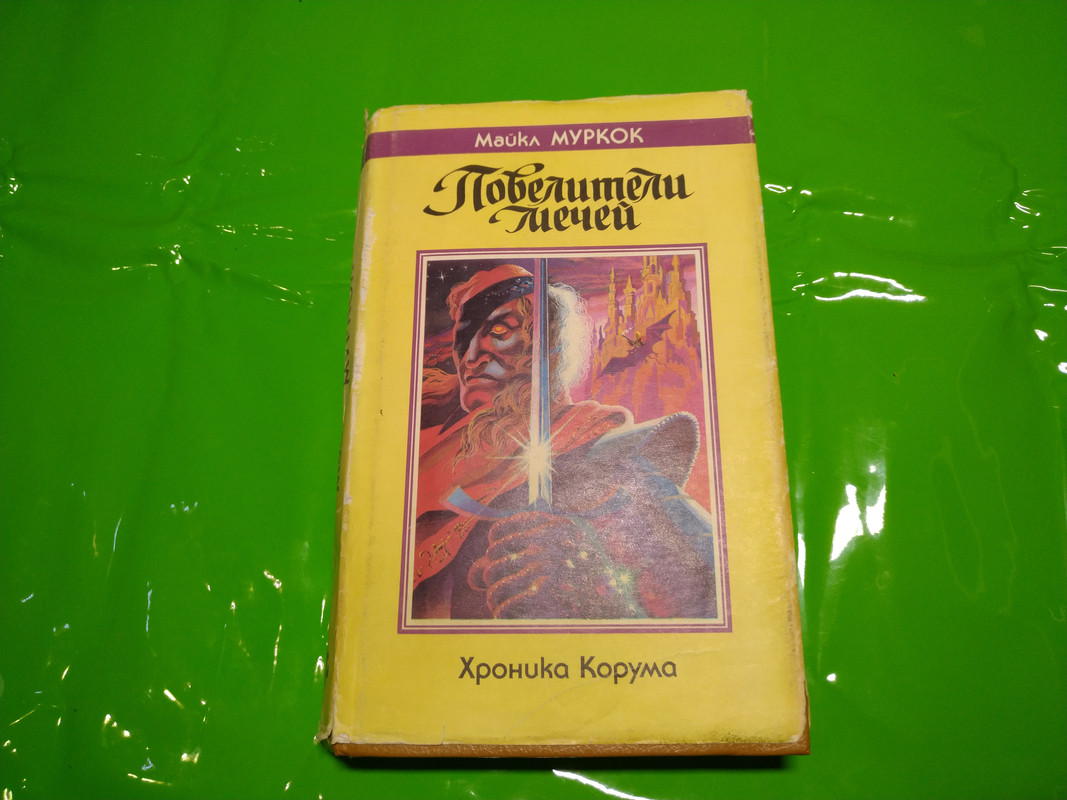 Майкл МУРКОК
Повелители
мечей
Хроника Корума